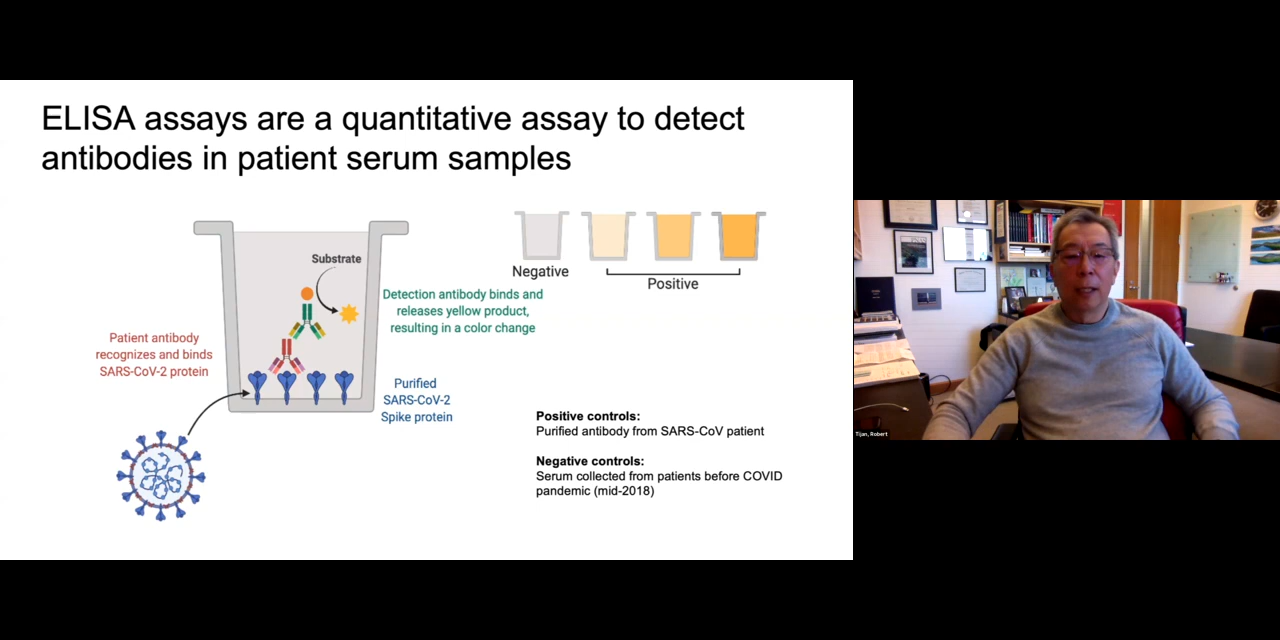 ELISA assays are a quantitative assay to detect
antibodies in patient serum samples
Substrate
Detection antibody binds and
releases yellow product,
resulting in a color change
Patient antibody
recognizes and binds
SARS-CoV-2 protein
Purified
SARS-CoV-2
Spike protein
Negative
Positive
Positive controls:
Purified antibody from SARS-CoV patient
Negative controls:
Serum collected from patients before COVID
pandemic (mid-2018)
Tijan, Robert